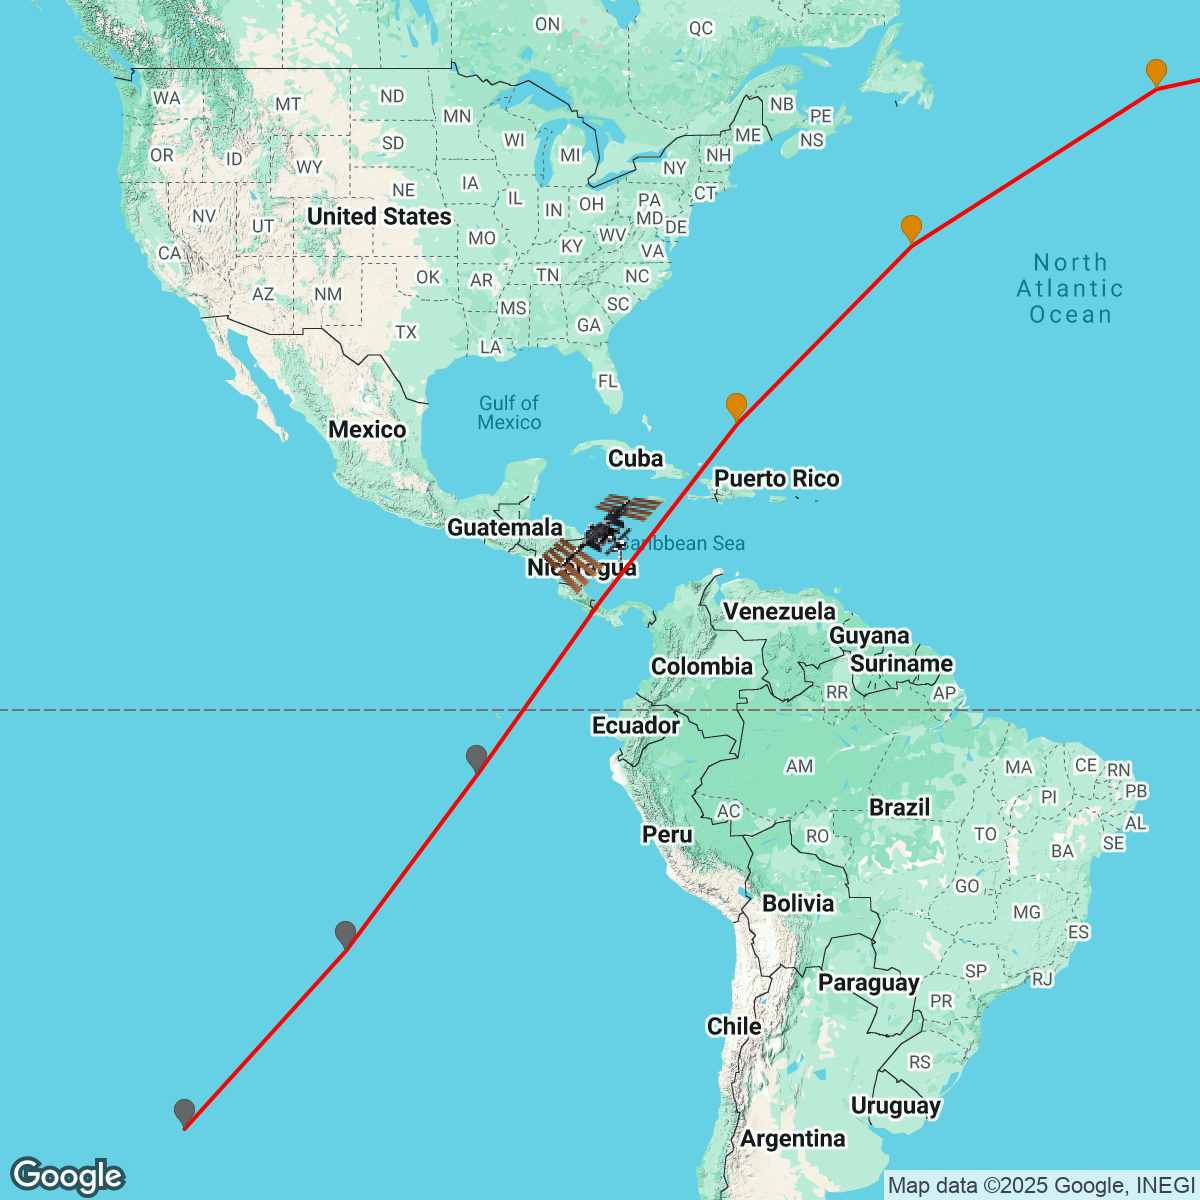 ON
QC
WA
MT
ND
MN
NB
PE
OR
ID
WY
SD
WI
MI
ME
NS
NH
NY
NE
IA
IL
IN
OH
PA
CT
NV
UT
United States
MO
KY
WV
MD
DE
VA
CA
AZ
NM
OK
AR
TN
NC
MS
SC
GA
TX
LA
FL
North
Atlantic
Ocean
Gulf of
Mexico
Mexico
Cuba
Puerto Rico
Guatemala
Caribbean Sea
Nicaragua
Venezuela
Guyana
Suriname
Colombia
RR
AP
Ecuador
AM
MA
CE
RN
PB
PI
AL
SE
AC
RO
Brazil
TO
BA
Peru
GO
MG
ES
Bolivia
SP
RJ
PR
Paraguay
Chile
RS
Uruguay
Argentina
Google
Map data ©2025 Google, INEGI